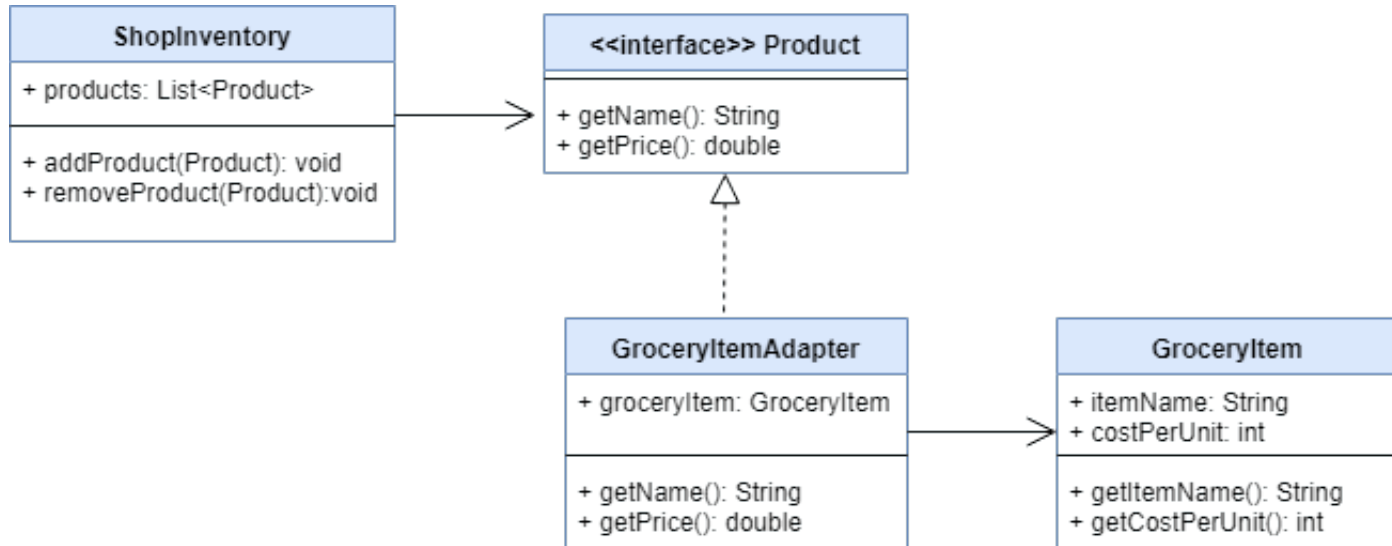 ShopInventory
+ products: List<Product>
+ addProduct(Product): void
+ removeProduct(Product):void
<<interface>> Product
+ getName(): String
+ getPrice(): double
GroceryItemAdapter
+ groceryItem: GroceryItem
+ getName(): String
+ getPrice(): double
GroceryItem
+ itemName: String
+ costPerUnit: int
+ getItemName(): String
+ getCostPerUnit(): int